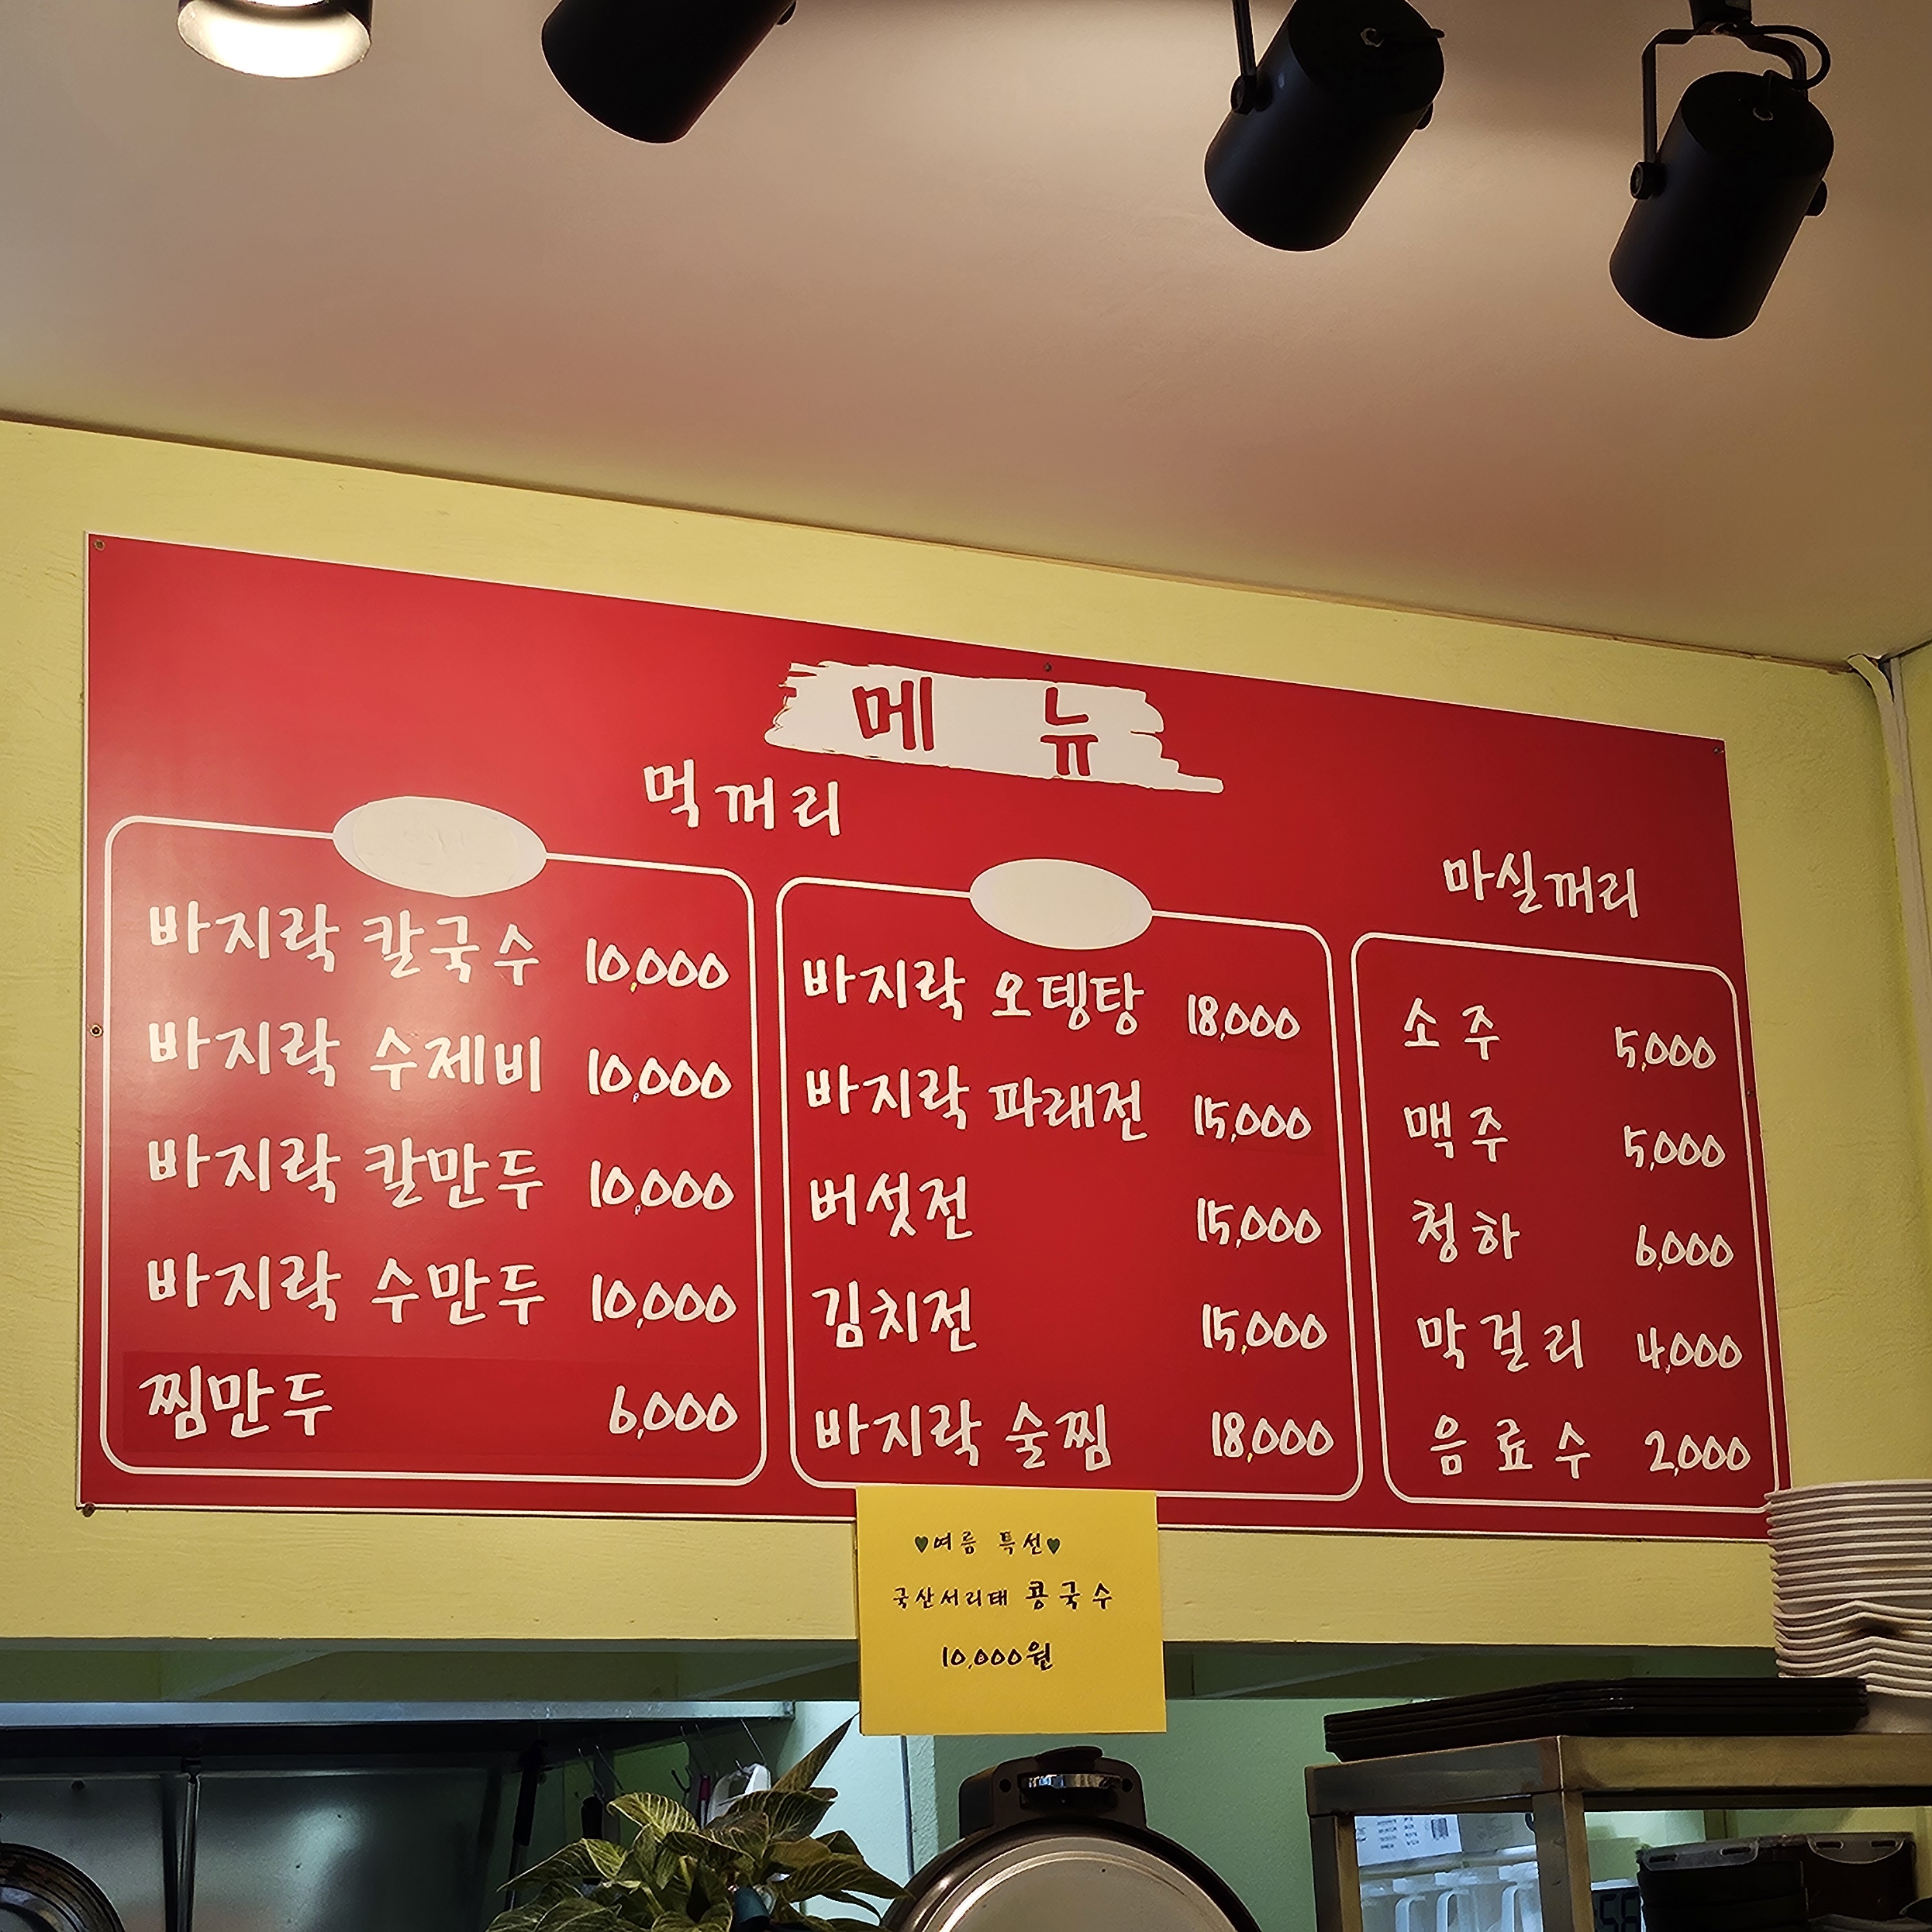 메 뉴
먹꺼리
바지락 칼국수 10,000
바지락 수제비 10,000
바지락 칼만두 10,000
바지락 수만두 10,000
찜만두 6,000
바지락 오뎅탕 18,000
바지락 파래전 15,000
버섯전 15,000
김치전 15,000
바지락 술찜 18,000
마실꺼리
소주 5,000
맥주 5,000
청하 6,000
막걸리 4,000
음료수 2,000
♥여름 특선♥
국산서리태 콩국수
10,000원